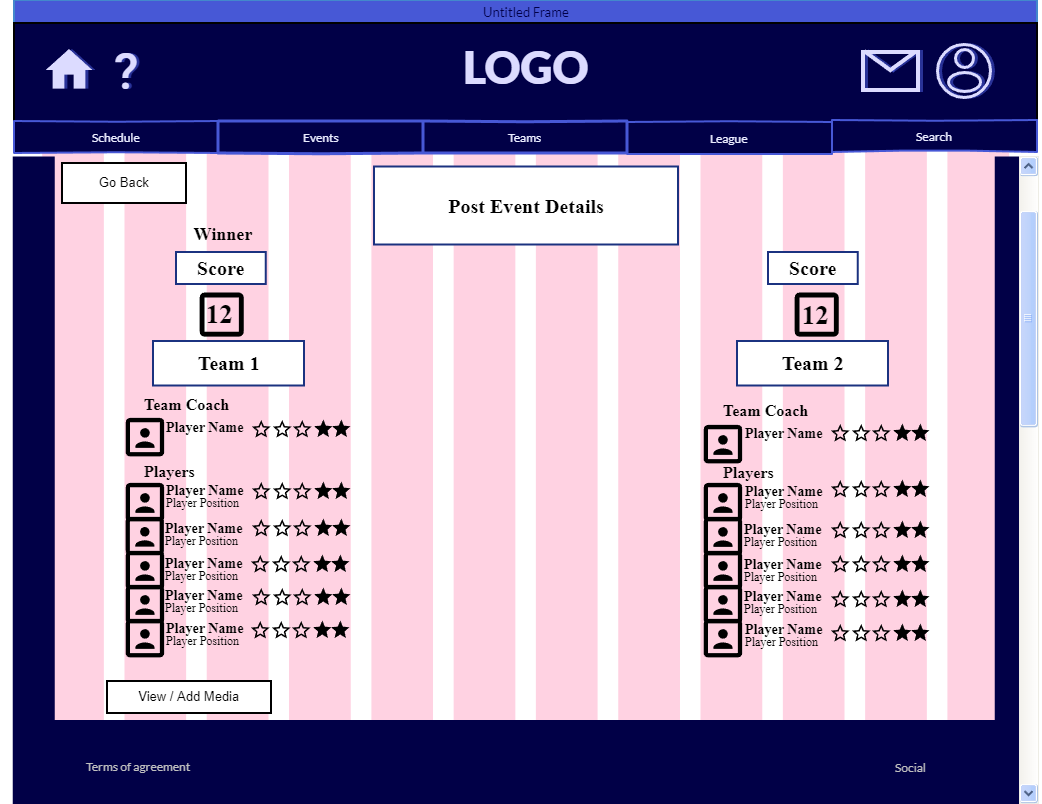 Untitled Frame
?
LOGO
Schedule
Events
Teams
League
Search
Go Back
Post Event Details
Winner
Score
12
Team 1
Team Coach
Player Name
Players
Player Name
Player Position
Player Name
Player Position
Player Name
Player Position
Player Name
Player Position
Player Name
Player Position
View / Add Media
Score
12
Team 2
Team Coach
Player Name
Players
Player Name
Player Position
Player Name
Player Position
Player Name
Player Position
Player Name
Player Position
Player Name
Player Position
Terms of agreement
Social